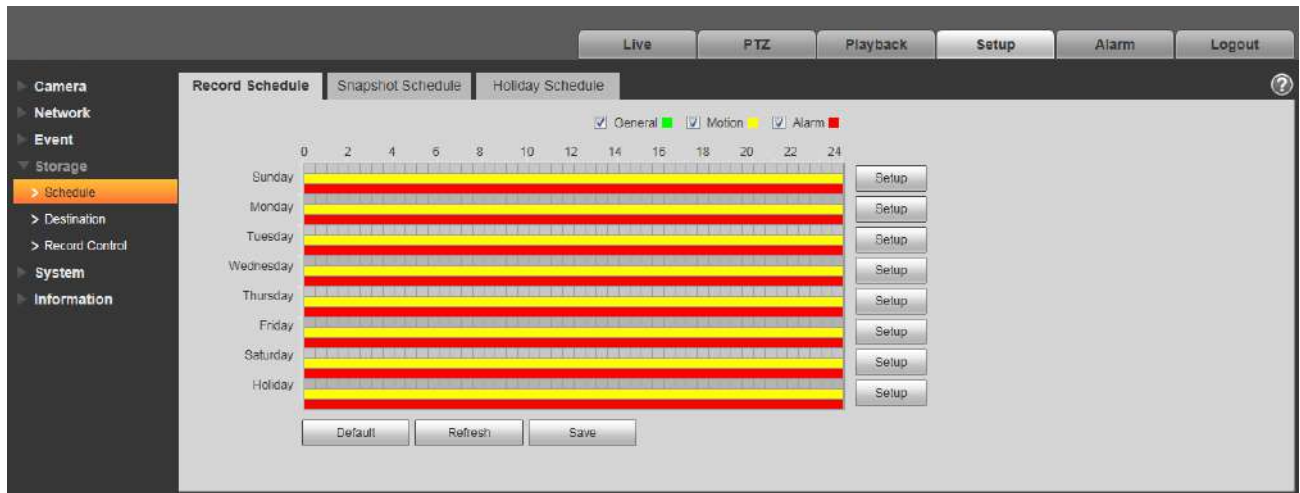 Live PTZ Playback Setup Alarm Logout
Camera
Network
Event
Storage
> Schedule
> Destination
> Record Control
System
Information
Record Schedule Snapshot Schedule Holiday Schedule ?
General Motion Alarm
0 2 4 6 8 10 12 14 16 18 20 22 24
Sunday Setup
Monday Setup
Tuesday Setup
Wednesday Setup
Thursday Setup
Friday Setup
Saturday Setup
Holiday Setup
Default Refresh Save